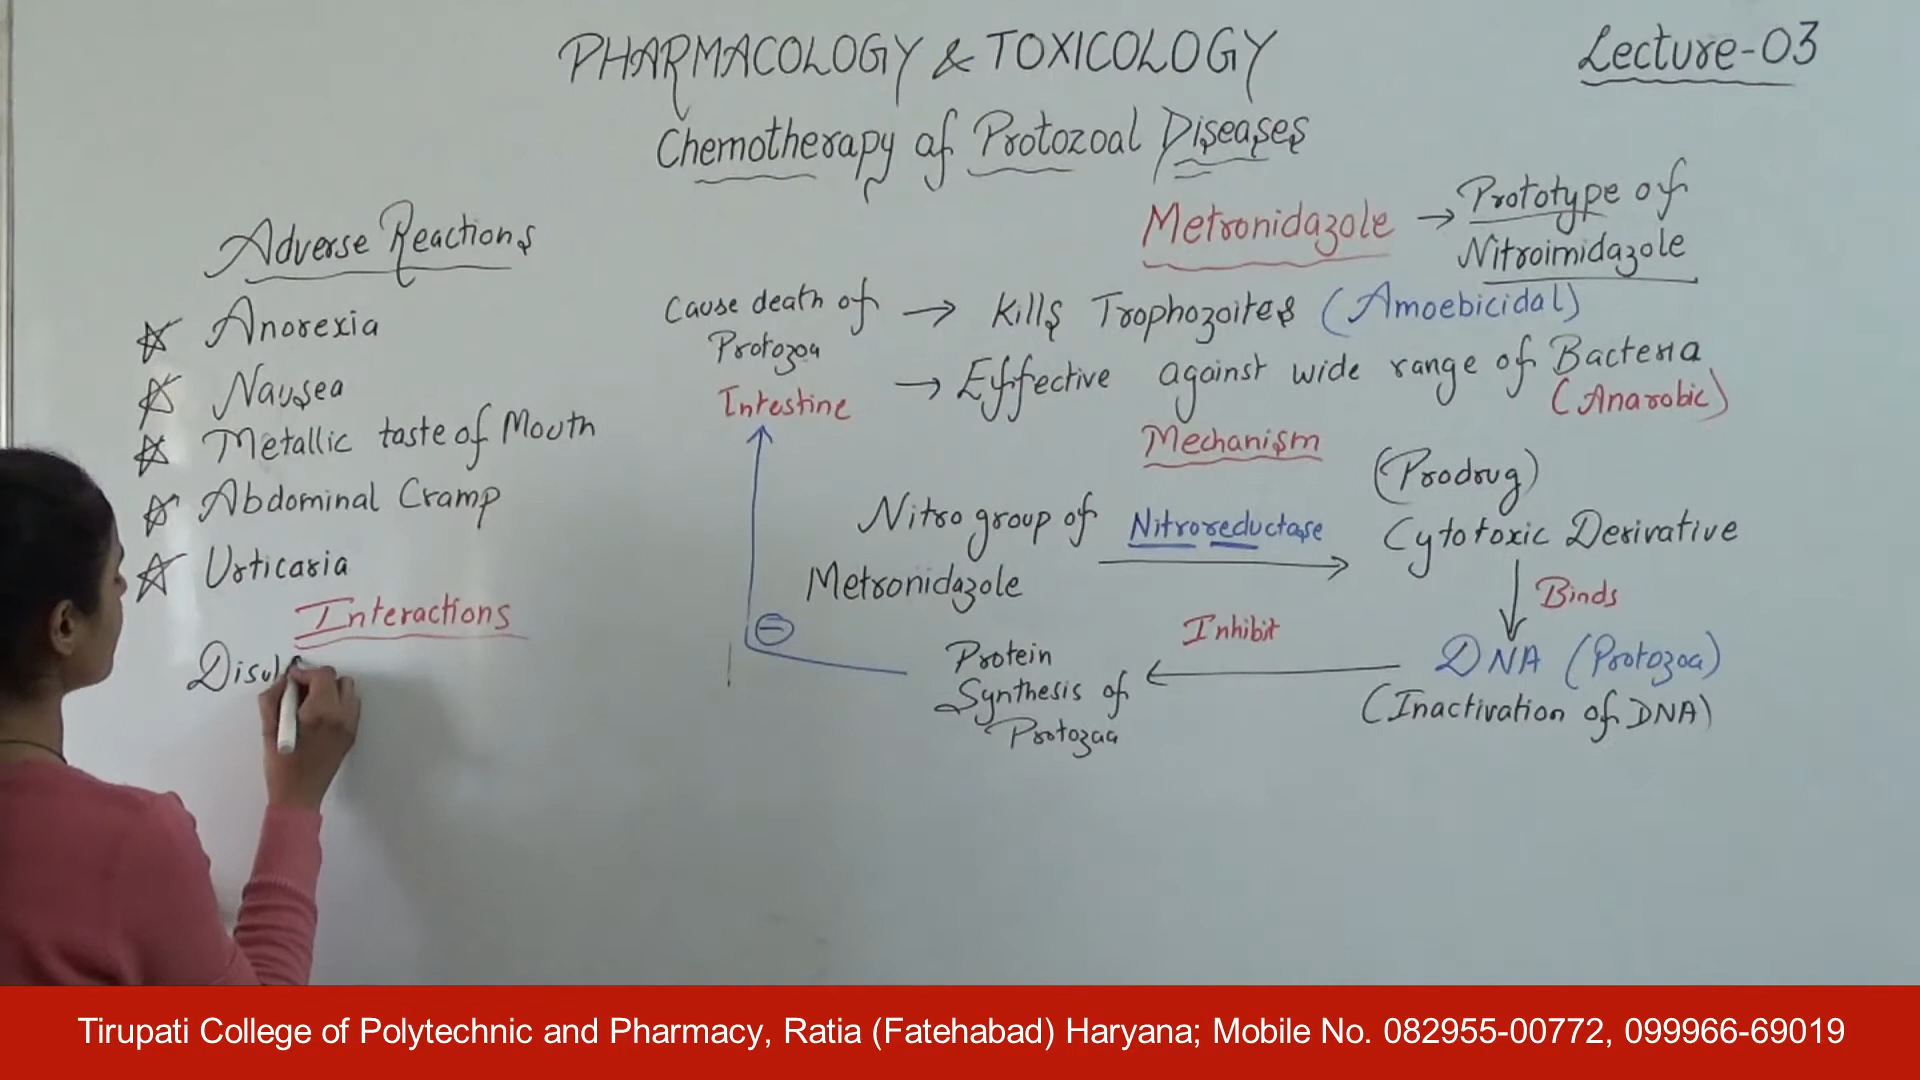 PHARMACOLOGY & TOXICOLOGY
Lecture-03
Chemotherapy of Protozoal Diseases
Adverse Reactions
Anorexia
Nausea
Metallic taste of Mouth
Abdominal Cramp
Urticaria
Interactions
Metronidazole → Prototype of
Nitroimidazole
Cause death of → Kills Trophozoites (Amoebicidal)
Protozoa
→ Effective against wide range of Bacteria
Intestine
(Anarobic)
Mechanism
(Prodrug)
Nitro group of Nitroreductase Cytotoxic Derivative
Metronidazole
Binds
Inhibit
Protein
DNA (Protozoa)
Synthesis of
(Inactivation of DNA)
Protozaa
Tirupati College of Polytechnic and Pharmacy, Ratia (Fatehabad) Haryana; Mobile No. 082955-00772, 099966-69019